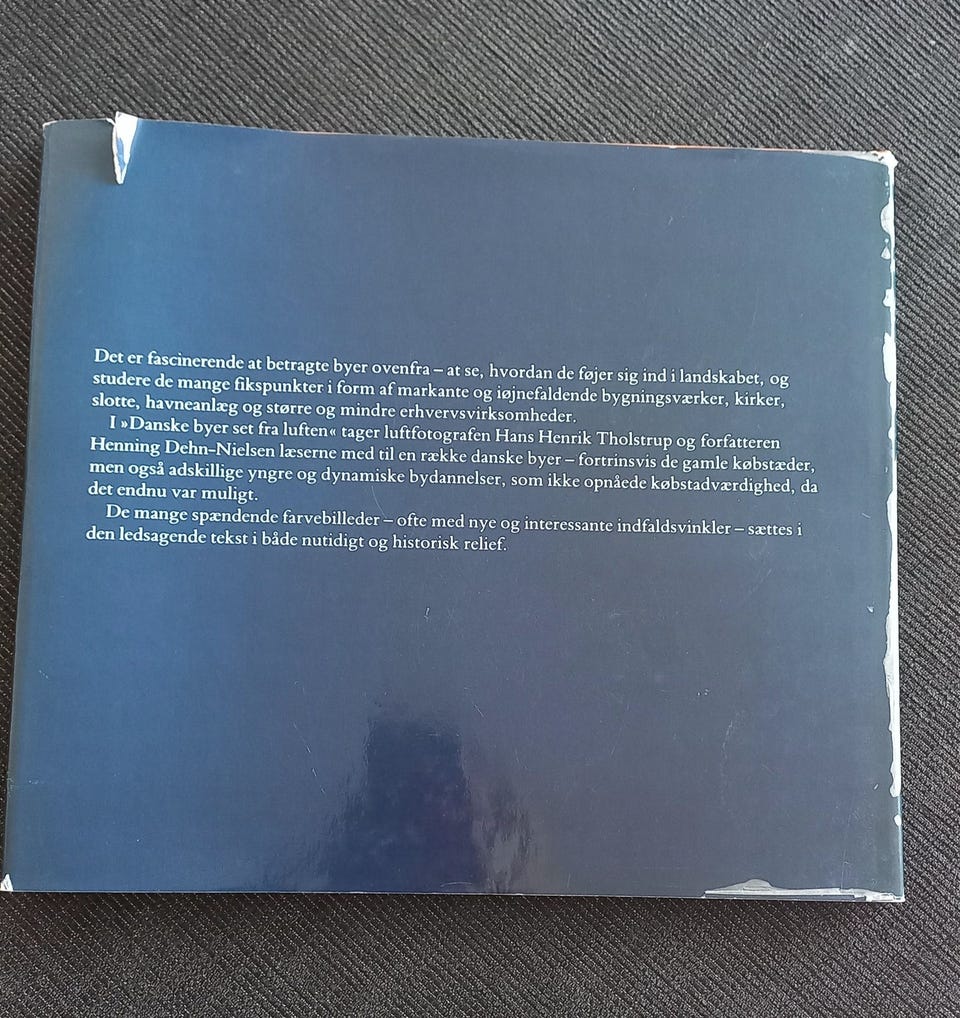 Det er fascinerende at betragte byer ovenfra – at se, hvordan de føjer sig ind i landskabet, og
studere de mange fikspunkter i form af markante og iøjnefaldende bygningsværker, kirker,
slotte, havneanlæg og større og mindre erhvervsvirksomheder.
I »Danske byer set fra luften« tager luftfotografen Hans Henrik Tholstrup og forfatteren
Henning Dehn-Nielsen læserne med til en række danske byer – fortrinsvis de gamle købstæder,
men også adskillige yngre og dynamiske bydannelser, som ikke opnåede købstadværdighed, da
det endnu var muligt.
De mange spændende farvebilleder – ofte med nye og interessante indfaldsvinkler – sættes i
den ledsagende tekst i både nutidigt og historisk relief.